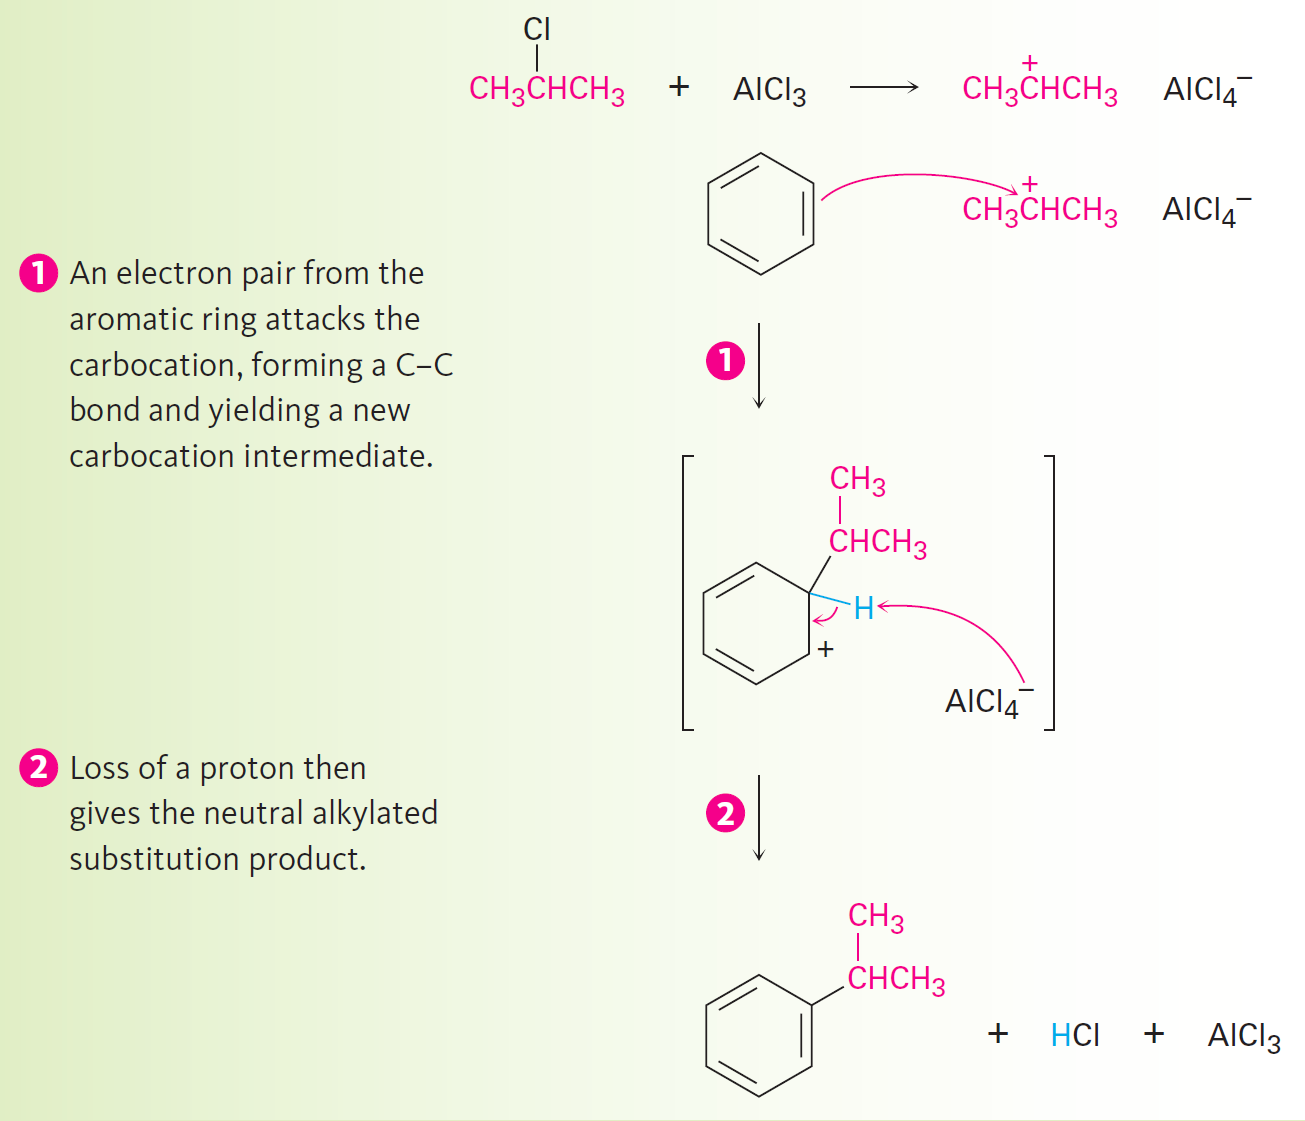 Cl
CH3CHCH3 + AlCl3 + CH3CHCH3 AlCl4−
+
CH3CHCH3 AlCl4−
1 An electron pair from the
aromatic ring attacks the
carbocation, forming a C–C
bond and yielding a new
carbocation intermediate.
1
CH3
CHCH3
H
+
AlCl4−
2 Loss of a proton then
gives the neutral alkylated
substitution product.
2
CH3
CHCH3
+ HCl + AlCl3